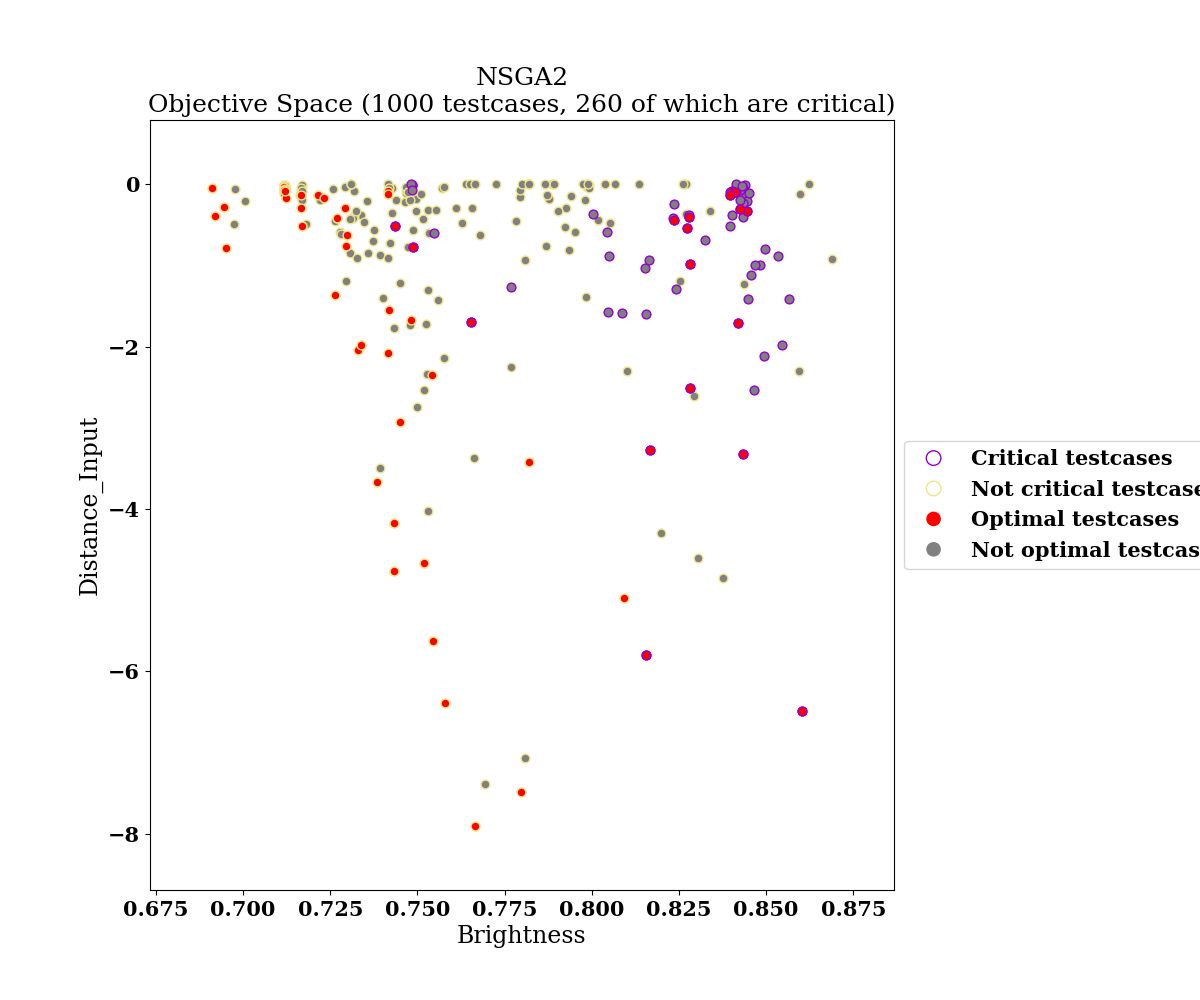 NSGA2
Objective Space (1000 testcases, 260 of which are critical)
0
−2
−4
−6
−8
Distance_Input
0.675 0.700 0.725 0.750 0.775 0.800 0.825 0.850 0.875
Brightness
Critical testcases
Not critical testcase
Optimal testcases
Not optimal testcas